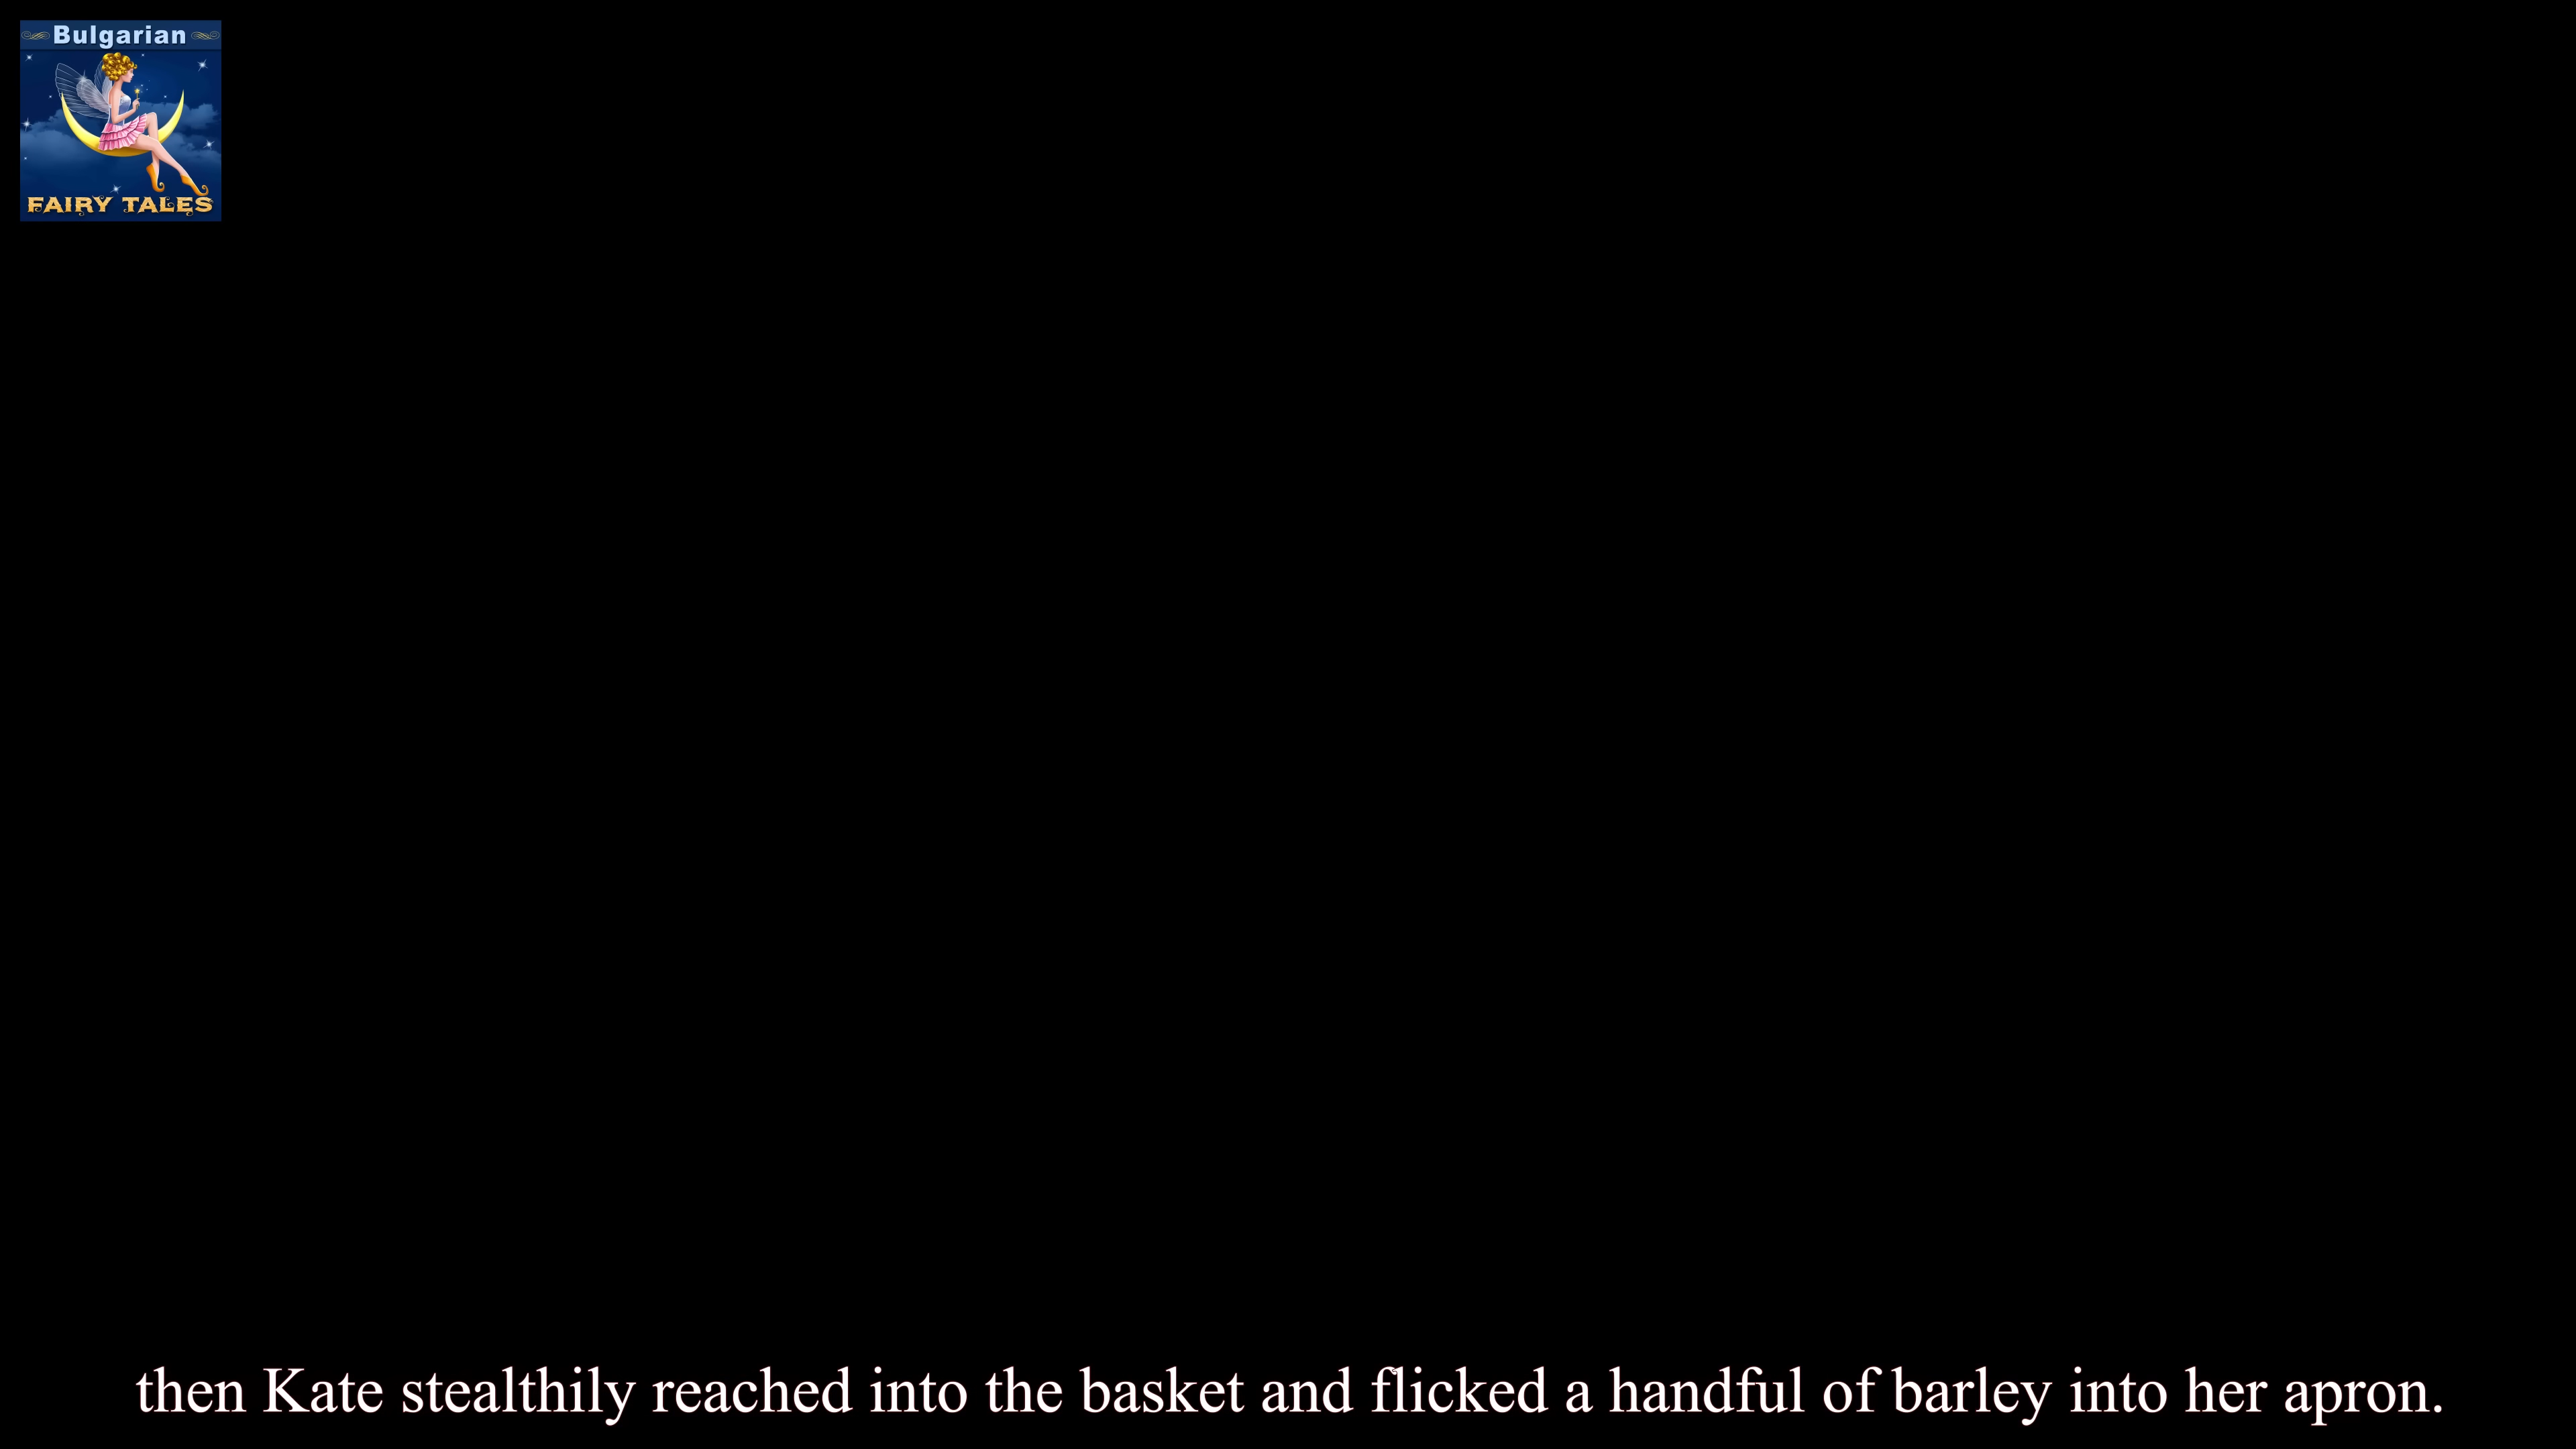 Bulgarian
FAIRY TALES
then Kate stealthily reached into the basket and flicked a handful of barley into her apron.